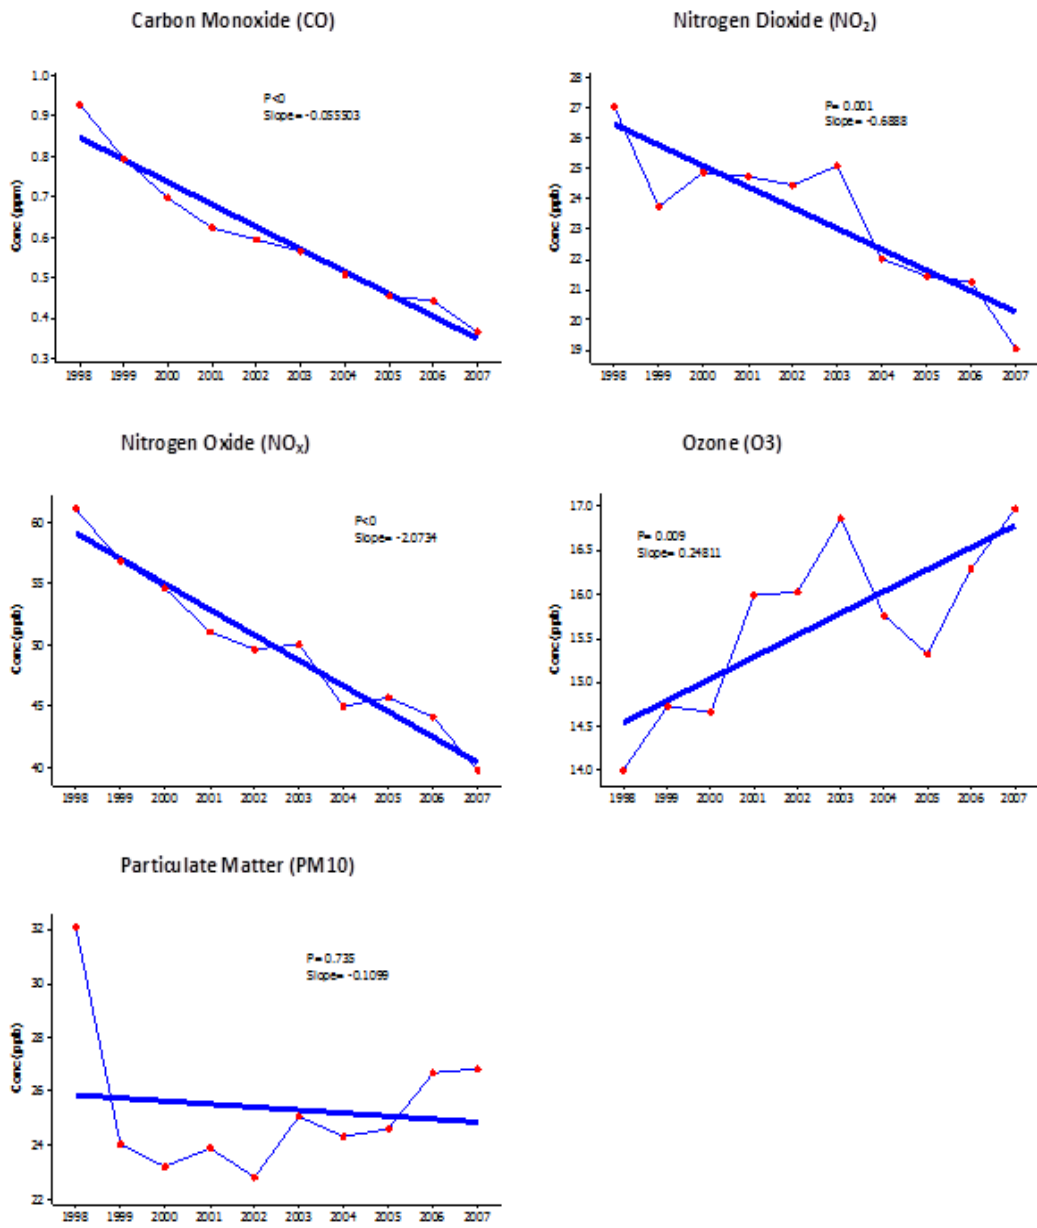 Carbon Monoxide (CO)
1.0
0.9
0.8
0.7
0.6
0.5
0.4
0.3
Conc (ppm)
P<0
Slope= -0.055503
1998 1999 2000 2001 2002 2003 2004 2005 2006 2007
Nitrogen Dioxide (NO₂)
28
27
26
25
24
23
22
21
20
19
Conc (ppb)
P= 0.001
Slope= -0.6888
1998 1999 2000 2001 2002 2003 2004 2005 2006 2007
Nitrogen Oxide (NOₓ)
60
55
50
45
40
Conc (ppb)
P<0
Slope= -2.0734
1998 1999 2000 2001 2002 2003 2004 2005 2006 2007
Ozone (O3)
17.0
16.5
16.0
15.5
15.0
14.5
14.0
Conc (ppb)
P= 0.009
Slope= 0.24811
1998 1999 2000 2001 2002 2003 2004 2005 2006 2007
Particulate Matter (PM10)
32
30
28
26
24
22
Conc (ppb)
P= 0.735
Slope= -0.1099
1998 1999 2000 2001 2002 2003 2004 2005 2006 2007